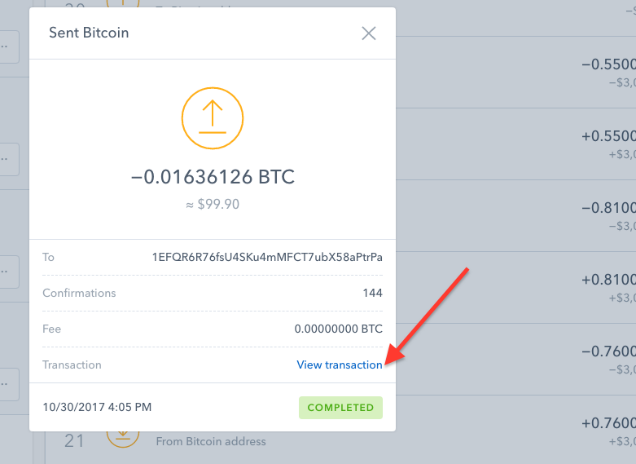 Sent Bitcoin
−0.01636126 BTC
≈ $99.90
To 1EFQR6R76fsU4SKu4mMFCT7ubX58aPtrPa
Confirmations 144
Fee 0.00000000 BTC
Transaction View transaction
10/30/2017 4:05 PM COMPLETED
−0.5500
−$3,0
+0.5500
+$3,0
−0.8100
−$3,
+0.8100
+$3,0
−0.7600
−$3,0
+0.7600
+$3,0
21 From Bitcoin address